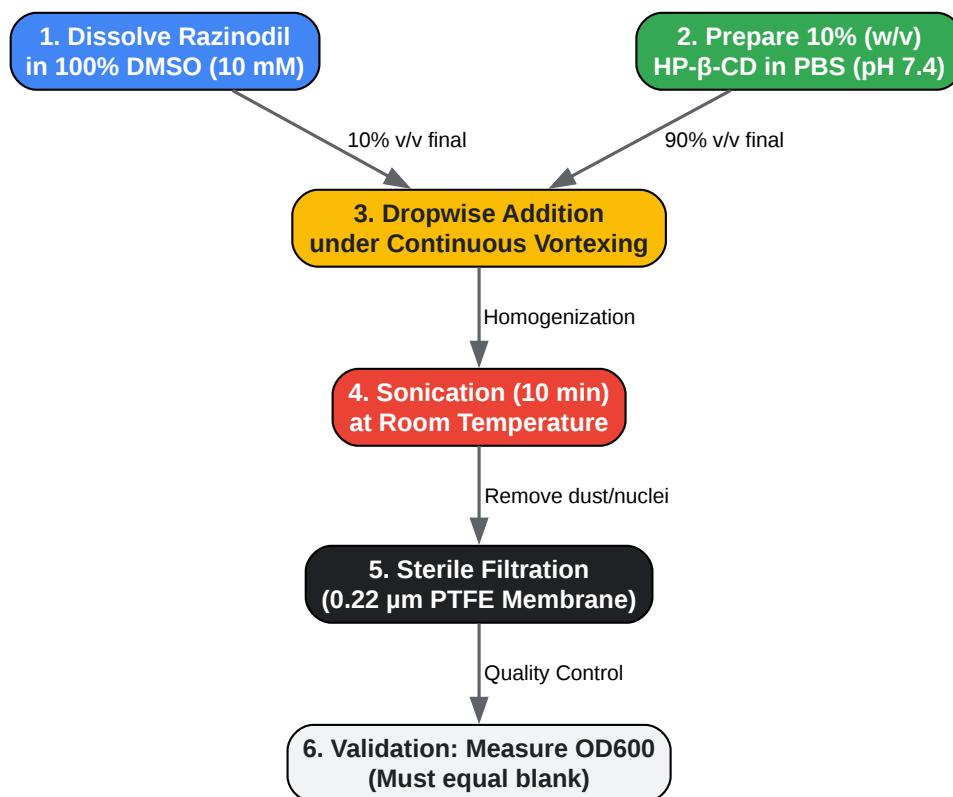 1. Dissolve Razinodil
in 100% DMSO (10 mM)
2. Prepare 10% (w/v)
HP-β-CD in PBS (pH 7.4)
10% v/v final
90% v/v final
3. Dropwise Addition
under Continuous Vortexing
Homogenization
4. Sonication (10 min)
at Room Temperature
Remove dust/nuclei
5. Sterile Filtration
(0.22 µm PTFE Membrane)
Quality Control
6. Validation: Measure OD600
(Must equal blank)